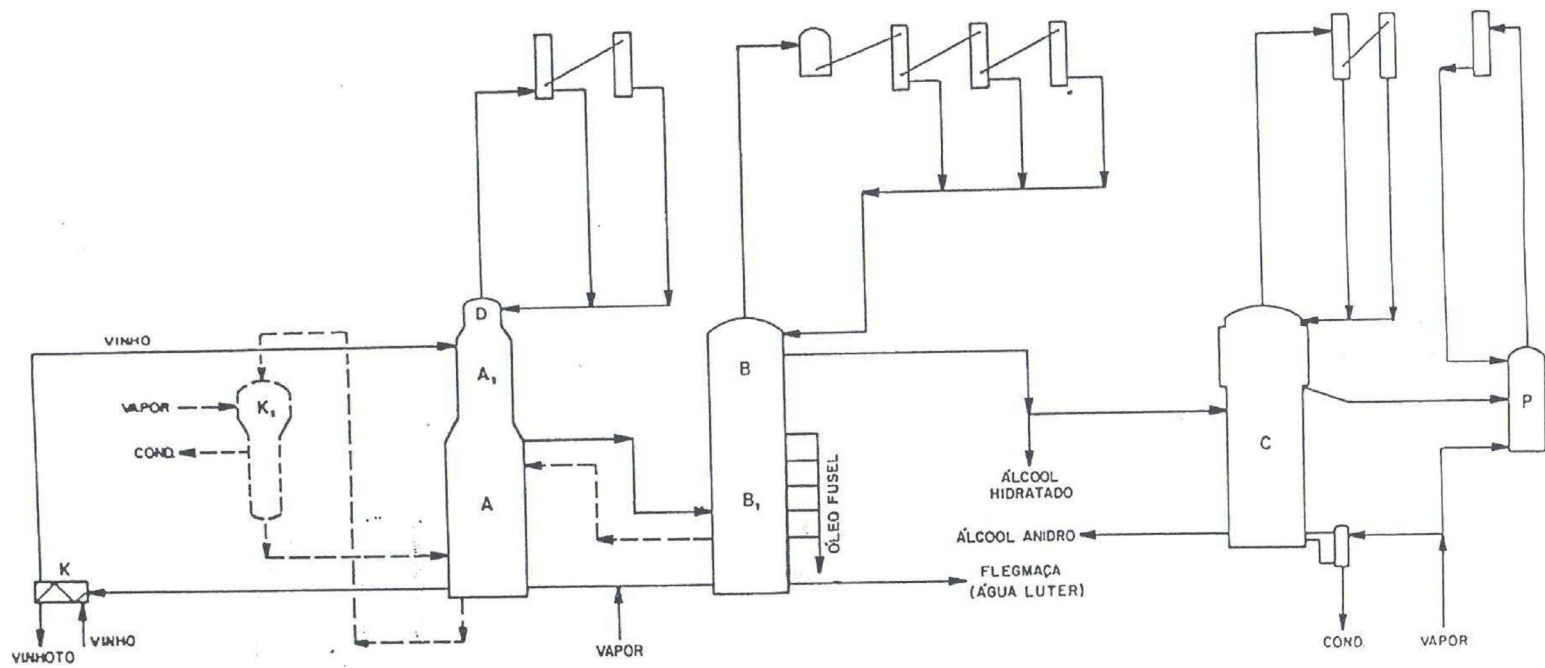 D
VINHO
A₁
B
K₁
VAPOR
P
COND.
C
ÁLCOOL
HIDRATADO
A
B₁
ÓLEO FUSEL
ÁLCOOL ANIDRO
K
FLEGMAÇA
(ÁGUA LUTER)
VINHO
VINHOTO
VAPOR
COND.
VAPOR